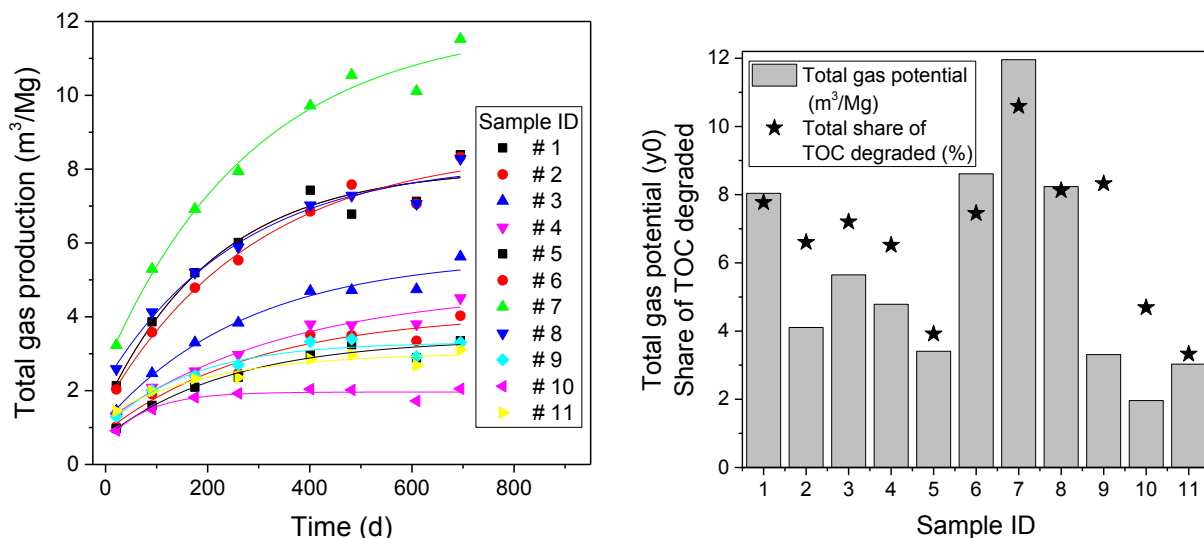 12
10
8
6
4
2
0
Total gas production (m³/Mg)
0
200
400
600
800
Time (d)
Sample ID
# 1
# 2
# 3
# 4
# 5
# 6
# 7
# 8
# 9
# 10
# 11
12
10
8
6
4
2
0
Total gas potential (y0)
Share of TOC degraded
Total gas potential
(m³/Mg)
Total share of
TOC degraded (%)
1 2 3 4 5 6 7 8 9 10 11
Sample ID